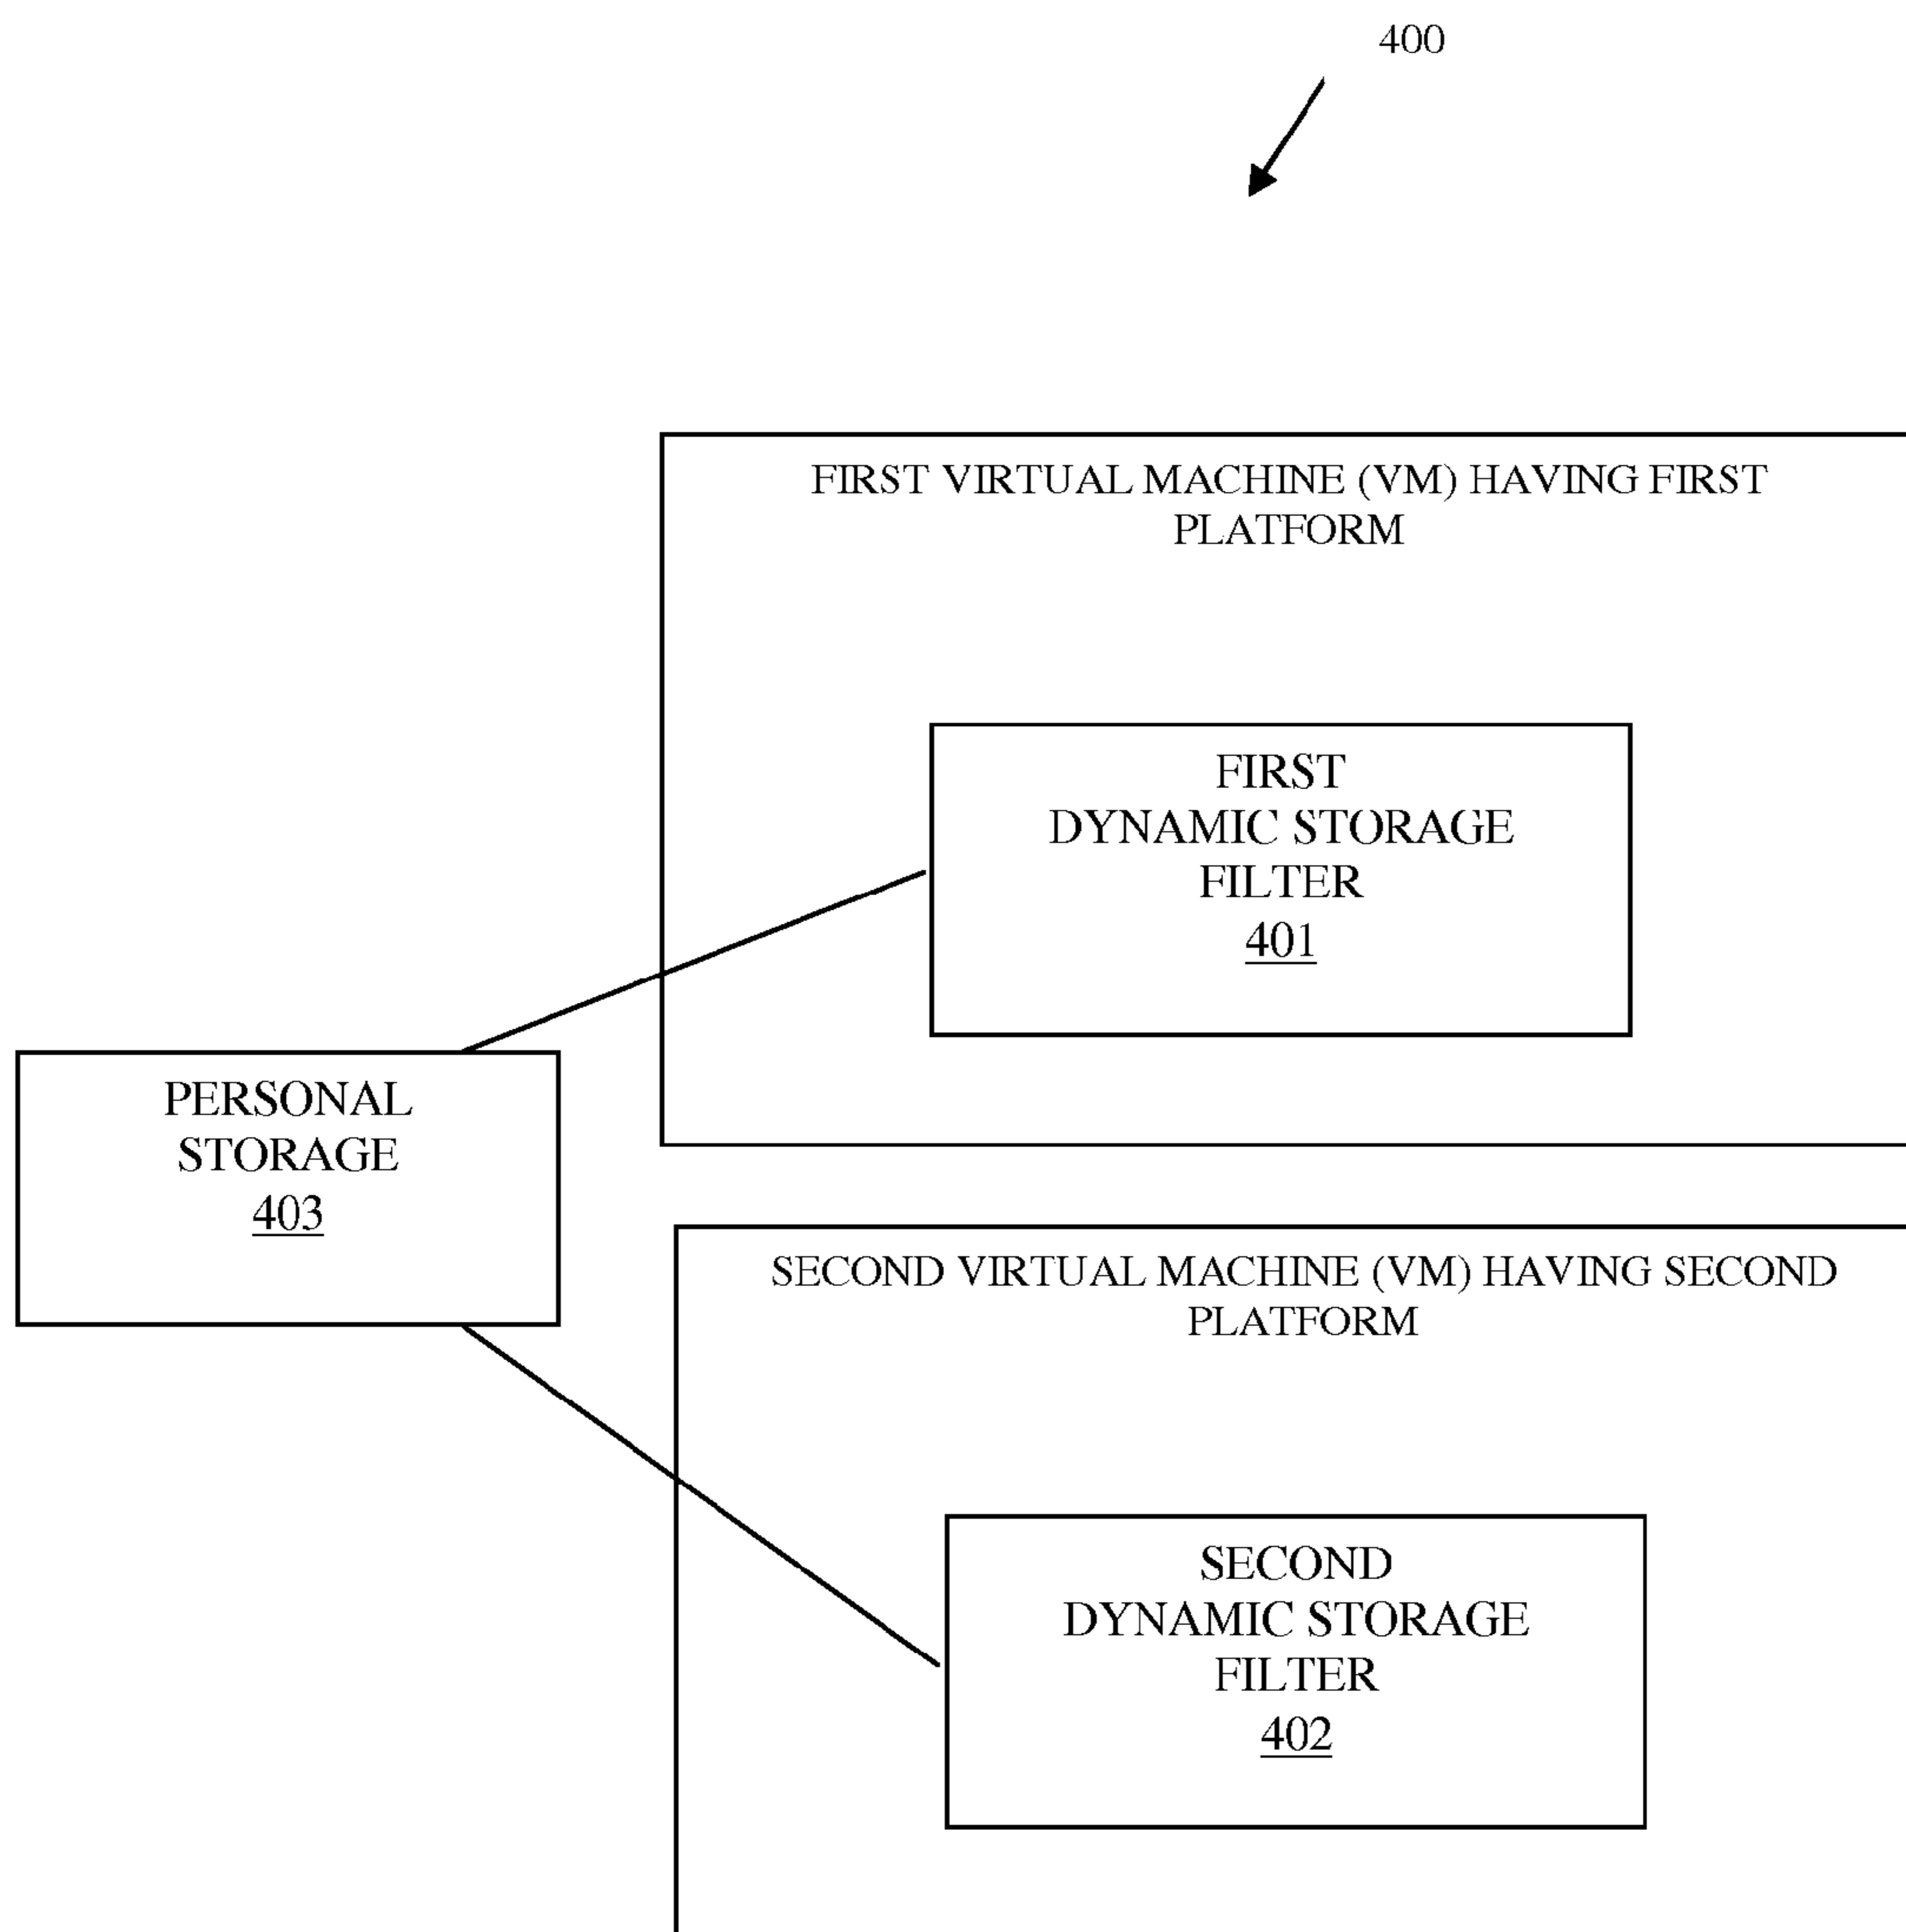 400
FIRST VIRTUAL MACHINE (VM) HAVING FIRST
PLATFORM
FIRST
DYNAMIC STORAGE
FILTER
401
PERSONAL
STORAGE
403
SECOND VIRTUAL MACHINE (VM) HAVING SECOND
PLATFORM
SECOND
DYNAMIC STORAGE
FILTER
402